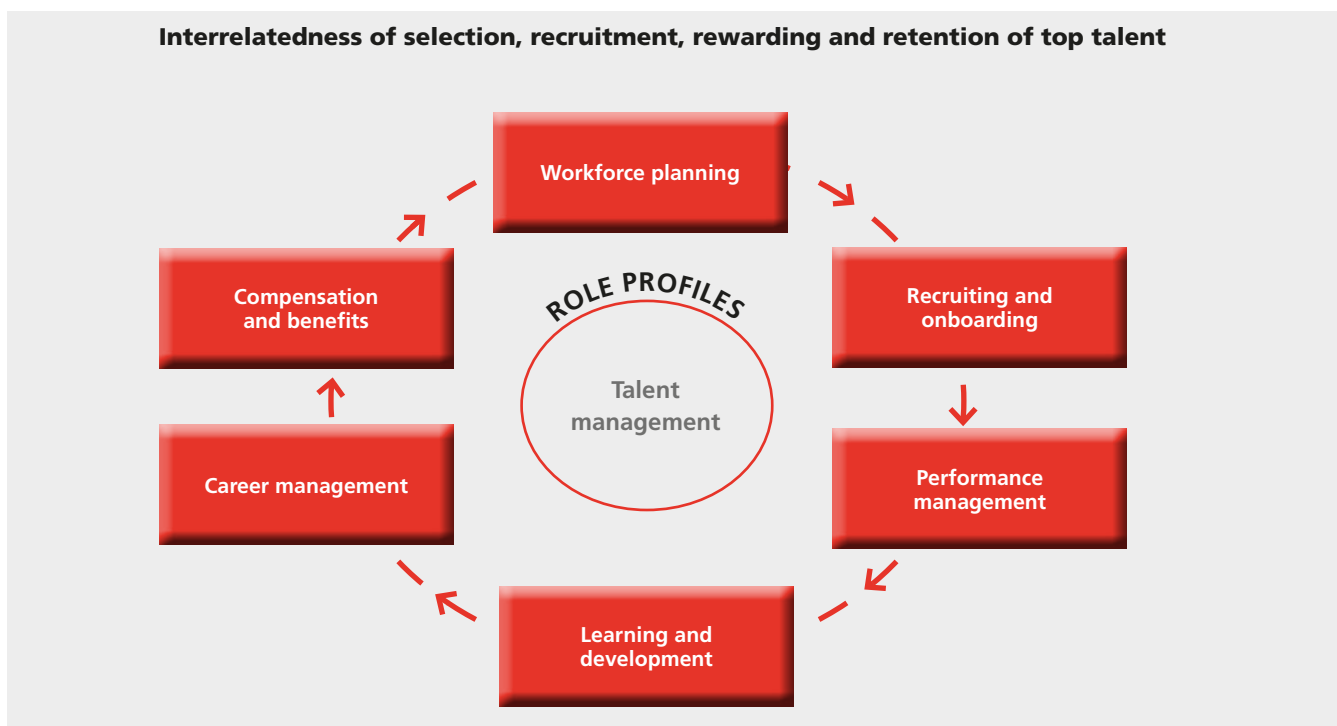 Interrelatedness of selection, recruitment, rewarding and retention of top talent
Workforce planning
Compensation
and benefits
ROLE PROFILES
Recruiting and
onboarding
Talent
management
Career management
Performance
management
Learning and
development